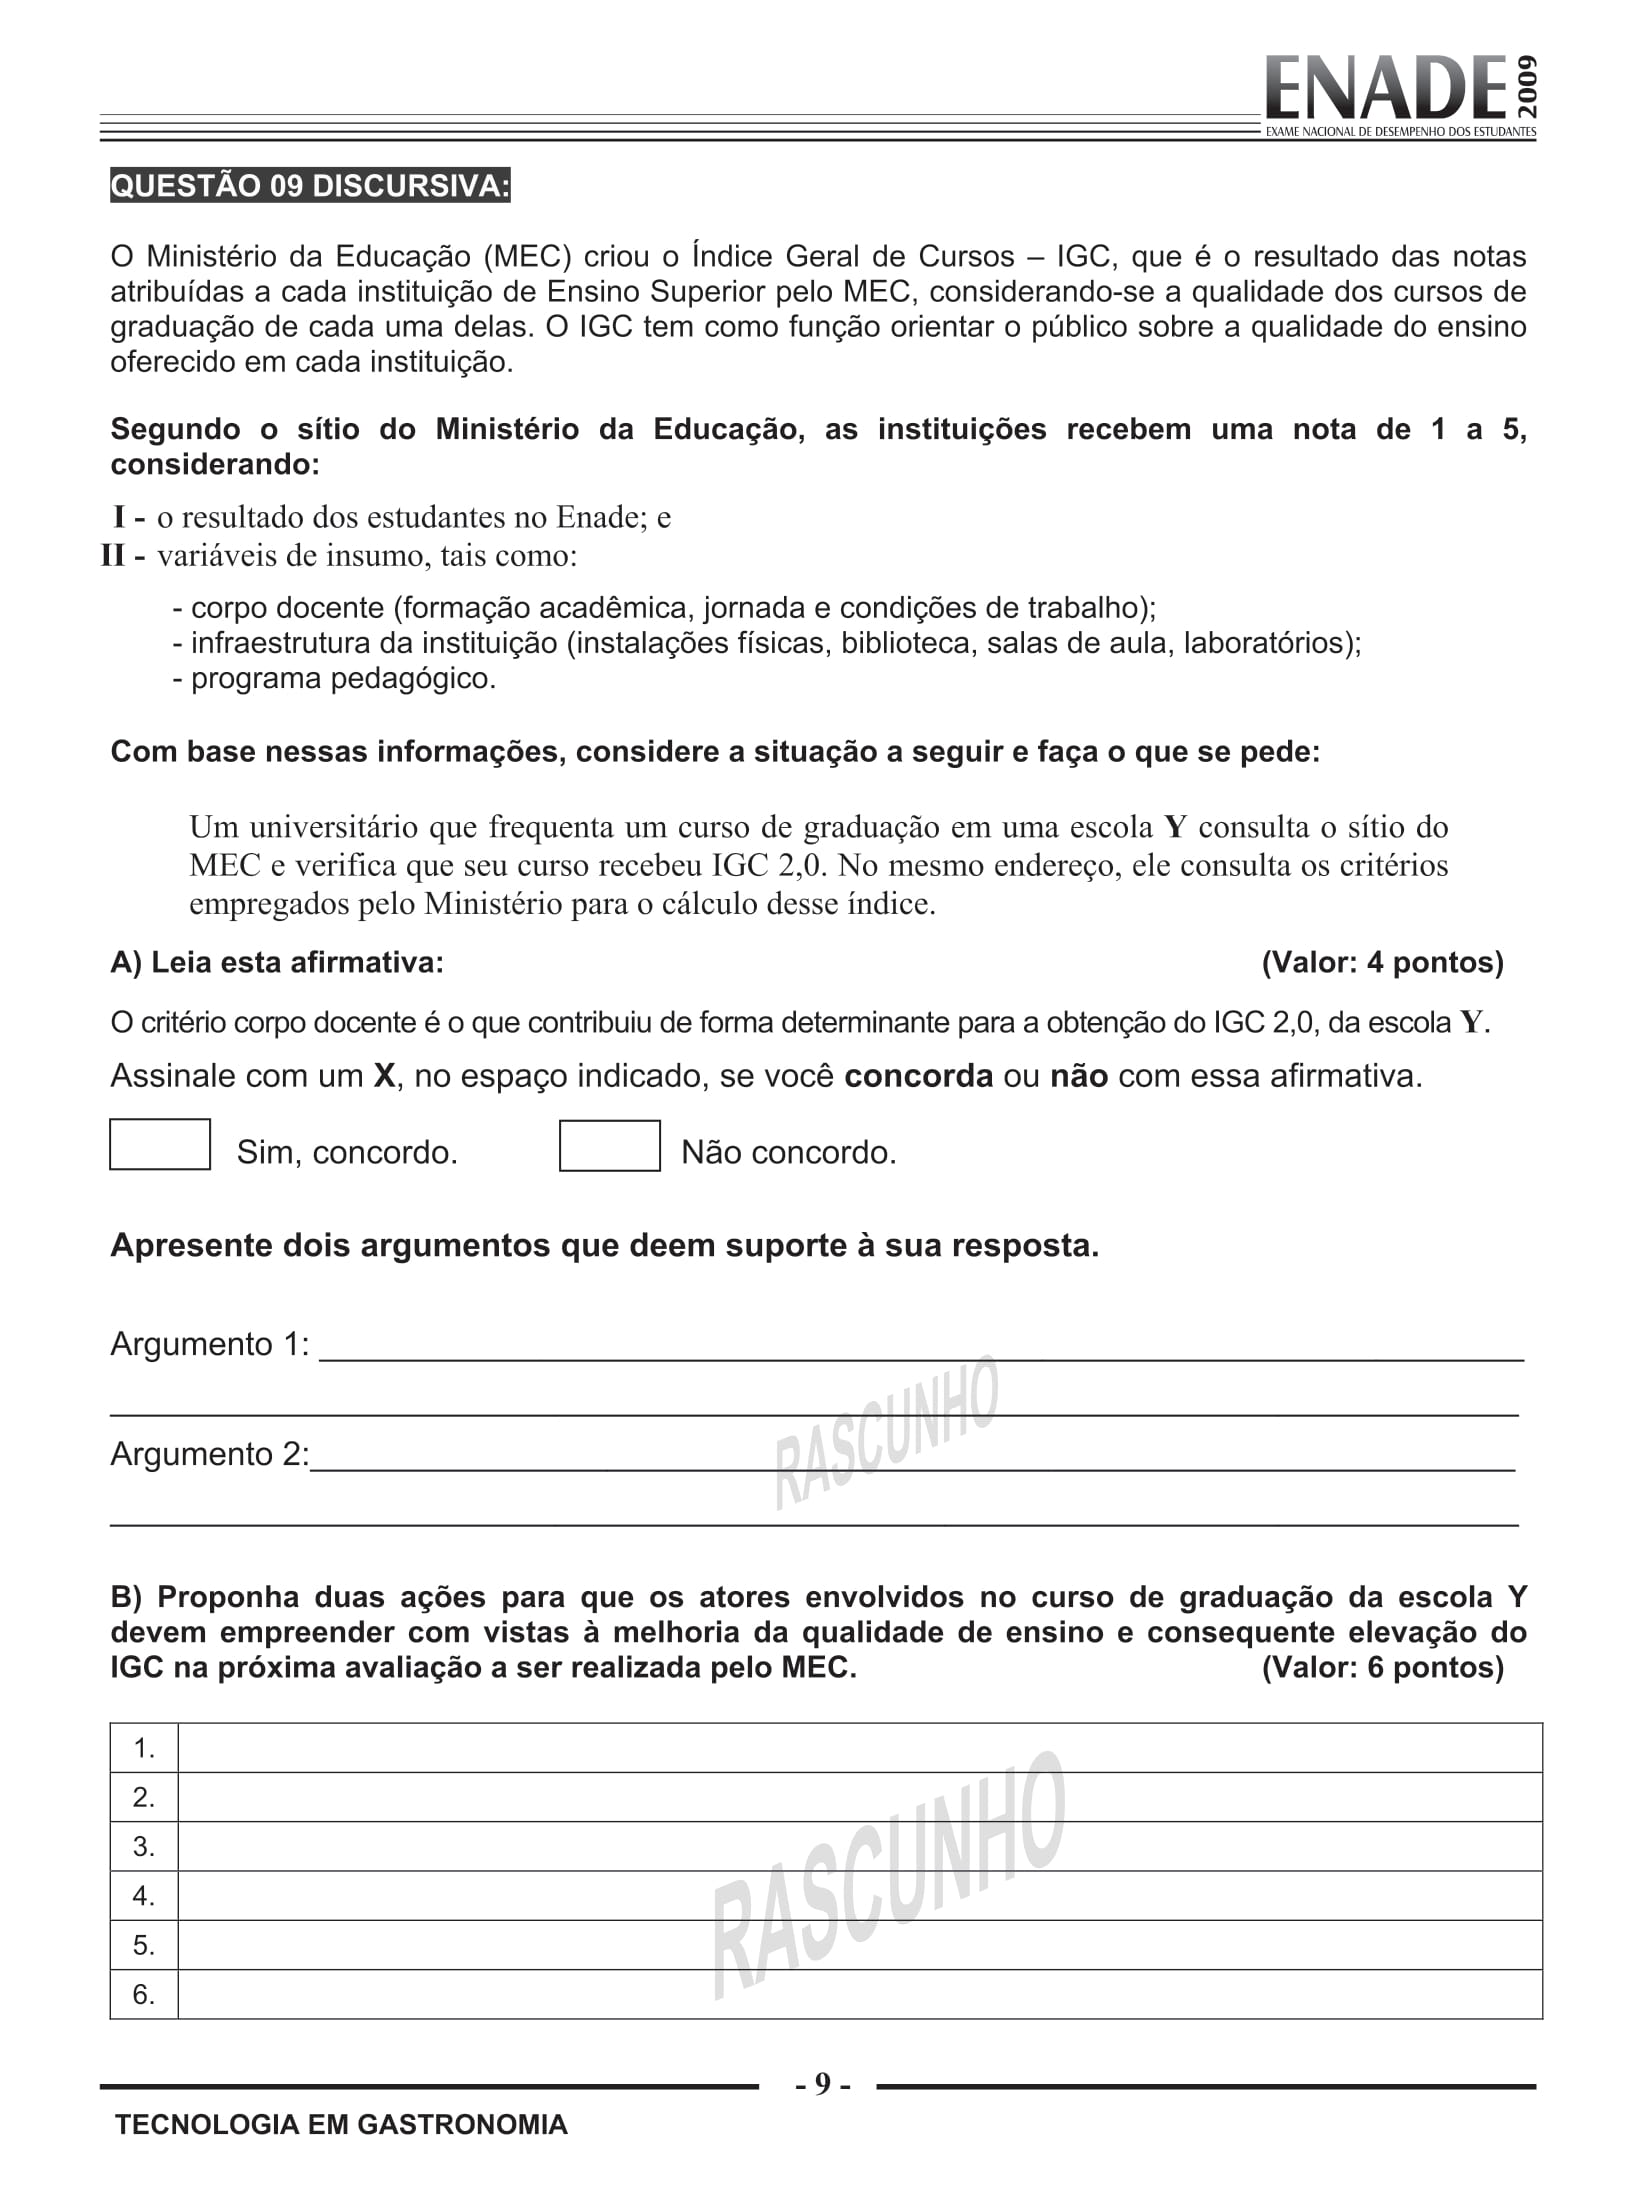 ENADE 2009
EXAME NACIONAL DE DESEMPENHO DOS ESTUDANTES
QUESTÃO 09 DISCURSIVA:
O Ministério da Educação (MEC) criou o Índice Geral de Cursos – IGC, que é o resultado das notas
atribuídas a cada instituição de Ensino Superior pelo MEC, considerando-se a qualidade dos cursos de
graduação de cada uma delas. O IGC tem como função orientar o público sobre a qualidade do ensino
oferecido em cada instituição.
Segundo o sítio do Ministério da Educação, as instituições recebem uma nota de 1 a 5,
considerando:
I - o resultado dos estudantes no Enade; e
II - variáveis de insumo, tais como:
- corpo docente (formação acadêmica, jornada e condições de trabalho);
- infraestrutura da instituição (instalações físicas, biblioteca, salas de aula, laboratórios);
- programa pedagógico.
Com base nessas informações, considere a situação a seguir e faça o que se pede:
Um universitário que frequenta um curso de graduação em uma escola Y consulta o sítio do
MEC e verifica que seu curso recebeu IGC 2,0. No mesmo endereço, ele consulta os critérios
empregados pelo Ministério para o cálculo desse índice.
A) Leia esta afirmativa: (Valor: 4 pontos)
O critério corpo docente é o que contribuiu de forma determinante para a obtenção do IGC 2,0, da escola Y.
Assinale com um X, no espaço indicado, se você concorda ou não com essa afirmativa.
Sim, concordo. Não concordo.
Apresente dois argumentos que deem suporte à sua resposta.
Argumento 1: ____
RASCUNHO
Argumento 2:____
B) Proponha duas ações para que os atores envolvidos no curso de graduação da escola Y
devem empreender com vistas à melhoria da qualidade de ensino e consequente elevação do
IGC na próxima avaliação a ser realizada pelo MEC. (Valor: 6 pontos)
1.
2.
3.
4.
5.
6.
RASCUNHO
- 9 -
TECNOLOGIA EM GASTRONOMIA